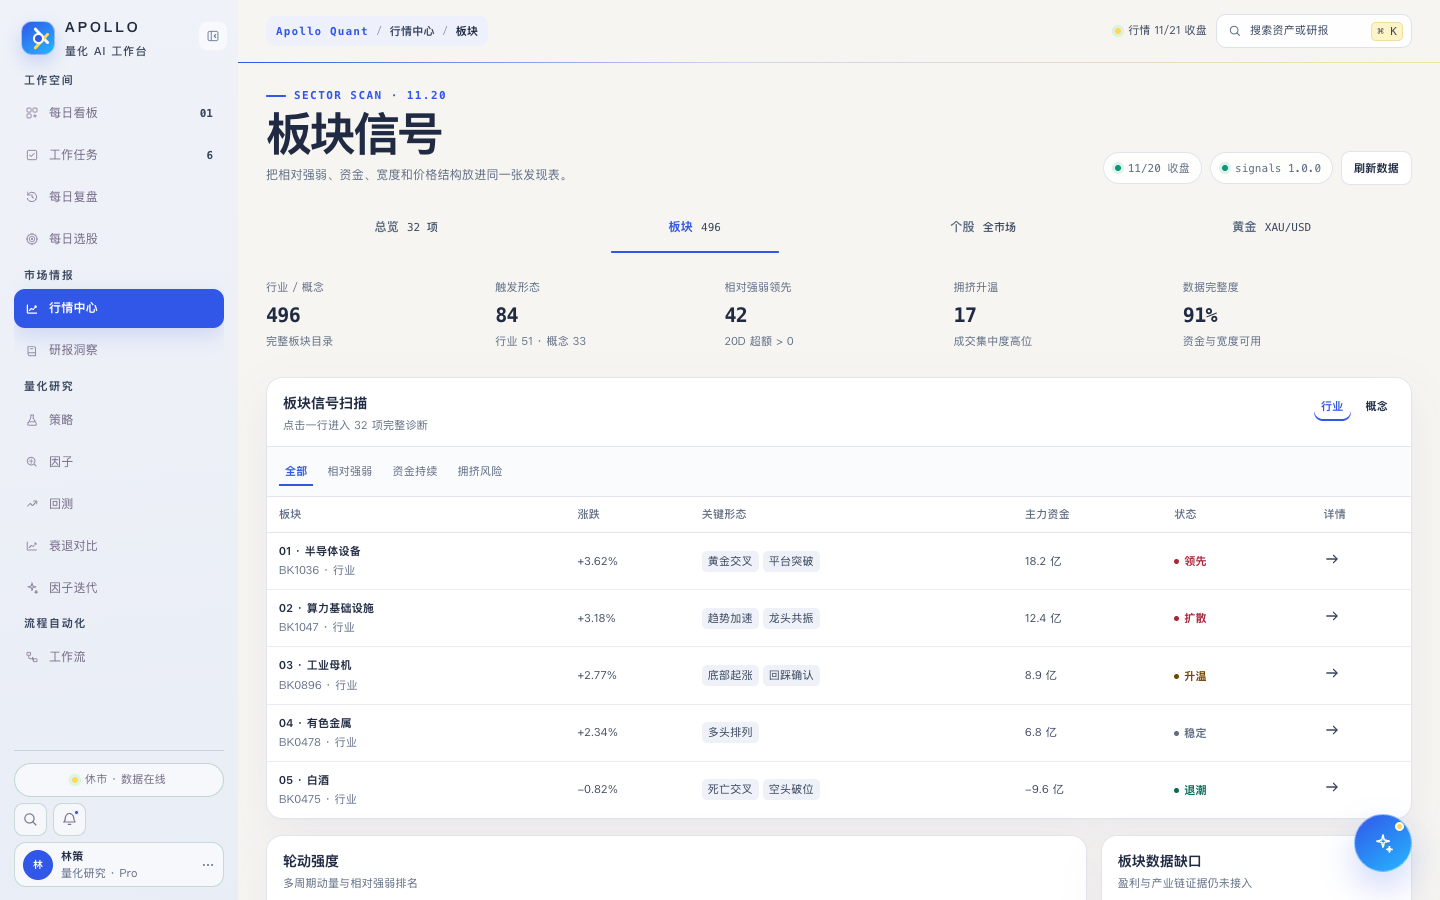 APOLLO
量化 AI 工作台
工作空间
每日看板 01
工作任务 6
每日复盘
每日选股
市场情报
行情中心
研报洞察
量化研究
策略
因子
回测
衰退对比
因子迭代
流程自动化
工作流
休市 · 数据在线
林
林策
量化研究 · Pro
Apollo Quant / 行情中心 / 板块
行情 11/21 收盘
搜索资产或研报 ⌘ K
SECTOR SCAN · 11.20
板块信号
把相对强弱、资金、宽度和价格结构放进同一张发现表。
11/20 收盘
signals 1.0.0
刷新数据
总览 32 项
板块 496
个股 全市场
黄金 XAU/USD
行业 / 概念
496
完整板块目录
触发形态
84
行业 51 · 概念 33
相对强弱领先
42
20D 超额 > 0
拥挤升温
17
成交集中度高位
数据完整度
91%
资金与宽度可用
板块信号扫描
点击一行进入 32 项完整诊断
行业 概念
全部 相对强弱 资金持续 拥挤风险
板块 涨跌 关键形态 主力资金 状态 详情
01 · 半导体设备
BK1036 · 行业
+3.62% 黄金交叉 平台突破 18.2 亿 领先 →
02 · 算力基础设施
BK1047 · 行业
+3.18% 趋势加速 龙头共振 12.4 亿 扩散 →
03 · 工业母机
BK0896 · 行业
+2.77% 底部起涨 回踩确认 8.9 亿 升温 →
04 · 有色金属
BK0478 · 行业
+2.34% 多头排列 6.8 亿 稳定 →
05 · 白酒
BK0475 · 行业
−0.82% 死亡交叉 空头破位 −9.6 亿 退潮 →
轮动强度
多周期动量与相对强弱排名
板块数据缺口
盈利与产业链证据仍未接入